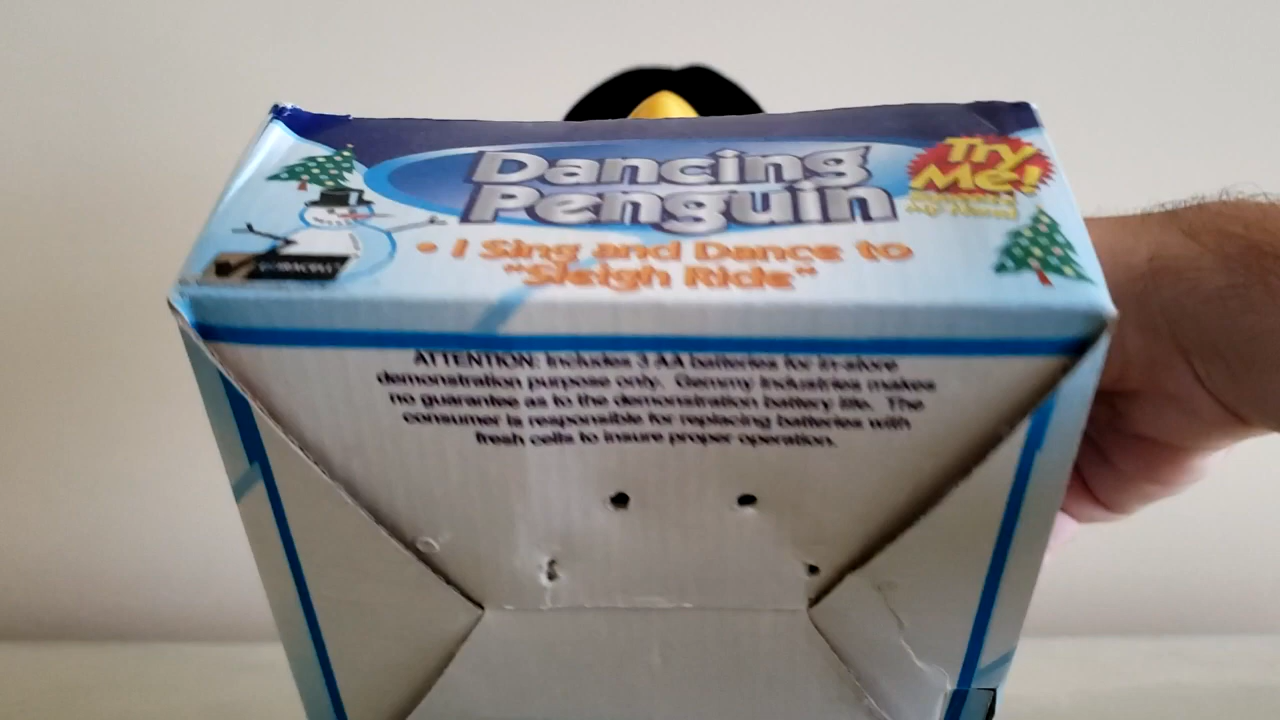 Dancing
Penguin
Try
Me!
• I Sing and Dance to
"Sleigh Ride"
ATTENTION: Includes 3 AA batteries for in-store
demonstration purpose only. Gemmy Industries makes
no guarantee as to the demonstration battery life. The
consumer is responsible for replacing batteries with
fresh cells to insure proper operation.